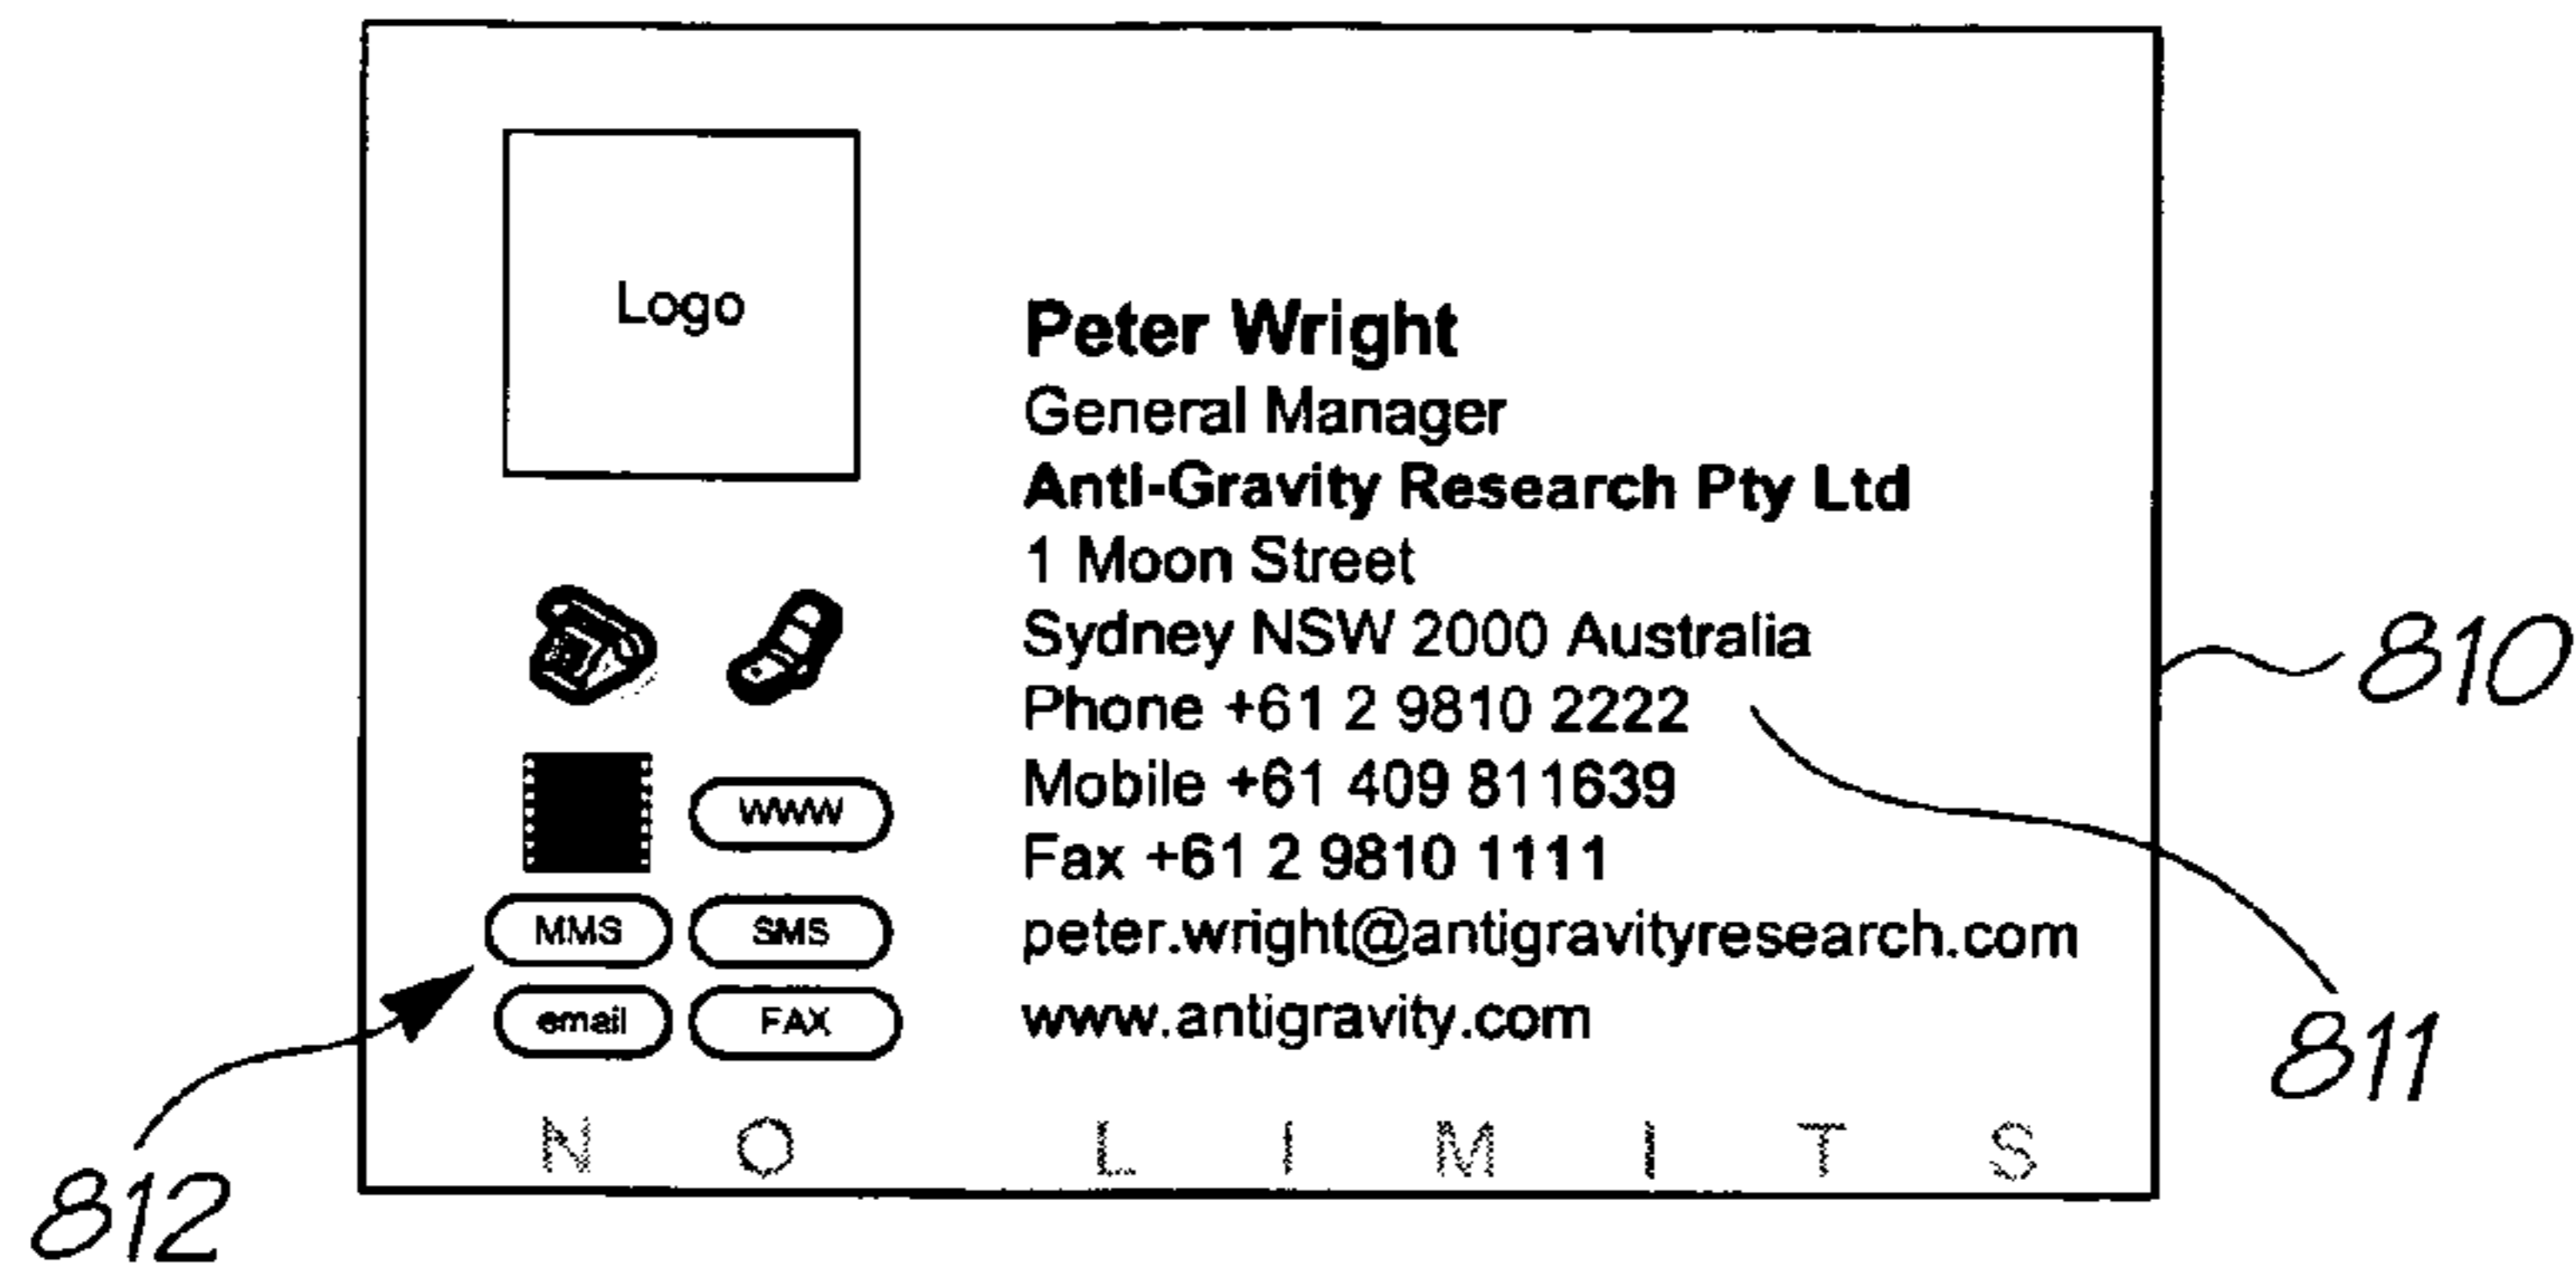 Logo
Peter Wright
General Manager
Anti-Gravity Research Pty Ltd
1 Moon Street
Sydney NSW 2000 Australia
Phone +61 2 9810 2222
Mobile +61 409 811639
Fax +61 2 9810 1111
peter.wright@antigravityresearch.com
www.antigravity.com
WWW
MMS SMS
email FAX
NO LIMITS
810
811
812